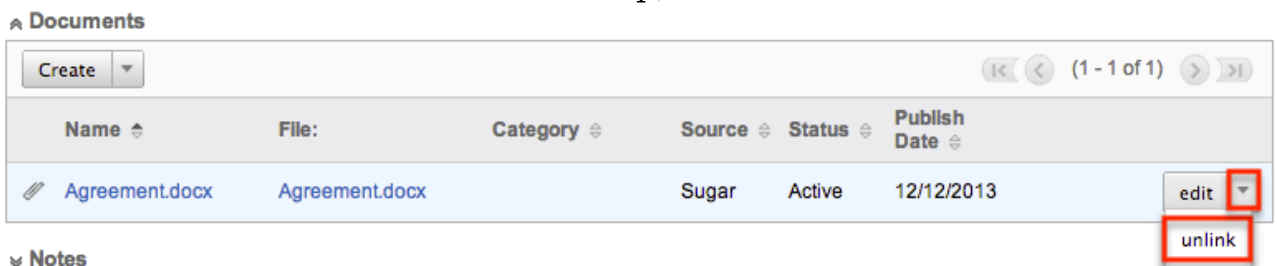 Documents
Create
(1 - 1 of 1)
Name File: Category Source Status Publish Date
Agreement.docx Agreement.docx Sugar Active 12/12/2013 edit
unlink
Notes